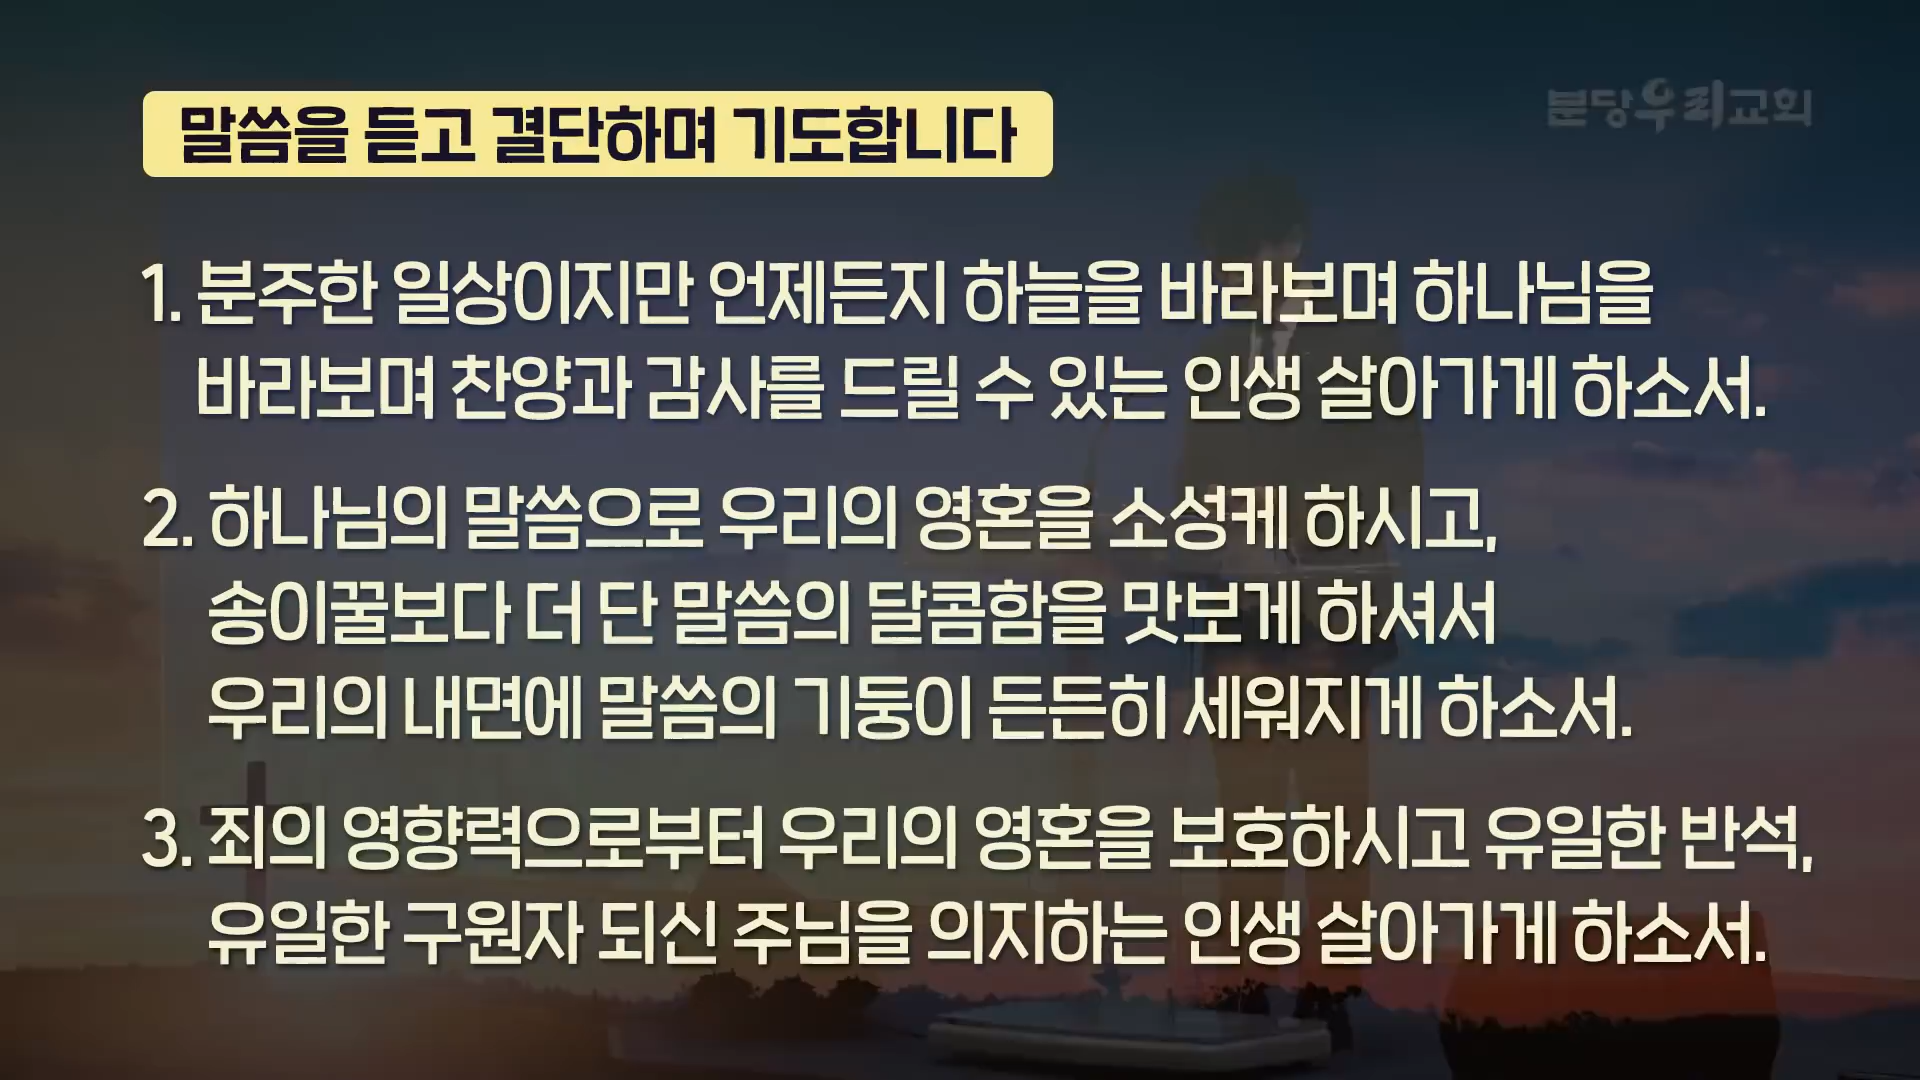 말씀을 듣고 결단하며 기도합니다
분당우리교회
1. 분주한 일상이지만 언제든지 하늘을 바라보며 하나님을
바라보며 찬양과 감사를 드릴 수 있는 인생 살아가게 하소서.
2. 하나님의 말씀으로 우리의 영혼을 소성케 하시고,
송이꿀보다 더 단 말씀의 달콤함을 맛보게 하셔서
우리의 내면에 말씀의 기둥이 든든히 세워지게 하소서.
3. 죄의 영향력으로부터 우리의 영혼을 보호하시고 유일한 반석,
유일한 구원자 되신 주님을 의지하는 인생 살아가게 하소서.